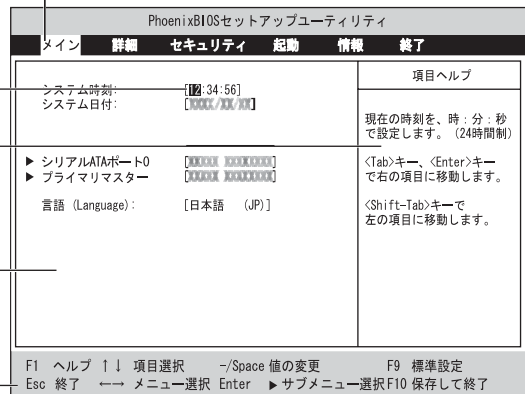 PhoenixBIOSセットアップユーティリティ
メイン 詳細 セキュリティ 起動 情報 終了
システム時刻: [12:34:56]
システム日付:
▶ シリアルATAポート0
▶ プライマリマスター
言語 (Language): [日本語 (JP)]
項目ヘルプ
現在の時刻を、時:分:秒
で設定します。(24時間制)
<Tab>キー、<Enter>キー
で右の項目に移動します。
<Shift-Tab>キーで
左の項目に移動します。
F1 ヘルプ ↑↓ 項目選択 -/Space 値の変更 F9 標準設定
Esc 終了 ←→ メニュー選択 Enter ▶サブメニュー選択 F10 保存して終了